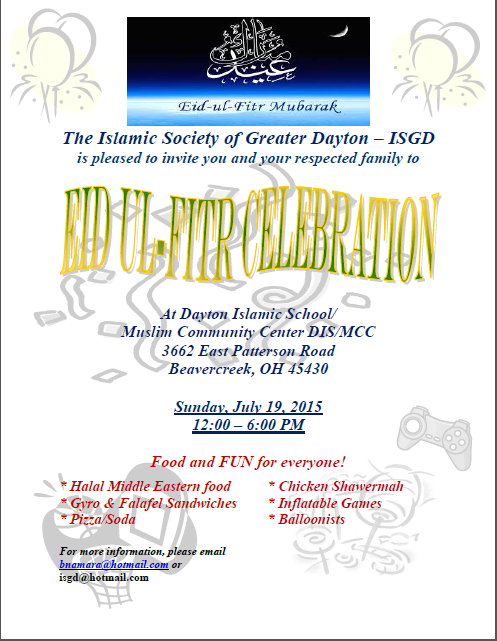 عيد مبارك
Eid-ul-Fitr Mubarak
The Islamic Society of Greater Dayton – ISGD
is pleased to invite you and your respected family to
EID UL-FITR CELEBRATION
At Dayton Islamic School/
Muslim Community Center DIS/MCC
3662 East Patterson Road
Beavercreek, OH 45430
Sunday, July 19, 2015
12:00 – 6:00 PM
Food and FUN for everyone!
* Halal Middle Eastern food
* Gyro & Falafel Sandwiches
* Pizza/Soda
* Chicken Shawermah
* Inflatable Games
* Balloonists
For more information, please email
bnamara@hotmail.com or
isgd@hotmail.com